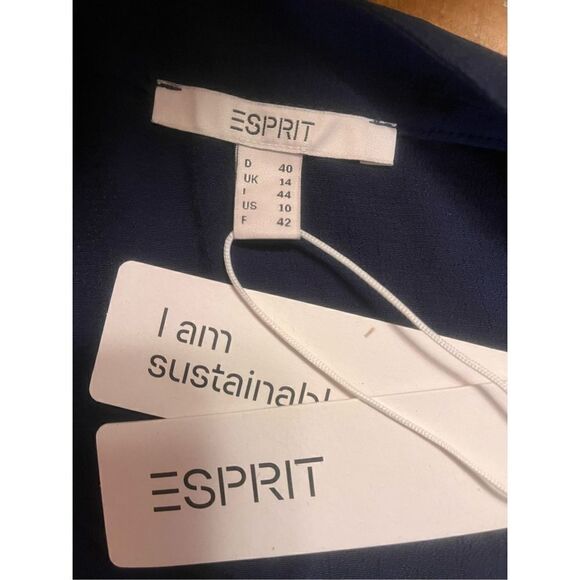 ESPRIT
D 40
UK 14
I 44
US 10
F 42
I am
sustainabl
ESPRIT